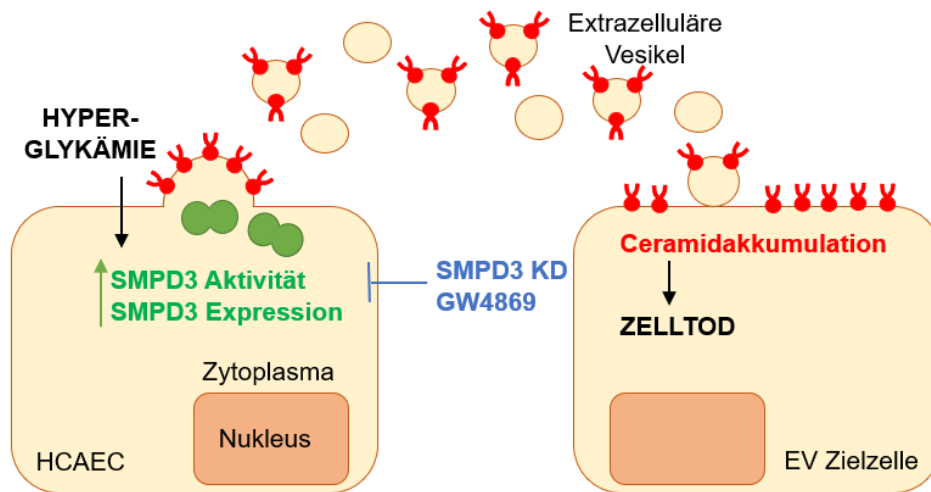 Extrazelluläre
Vesikel
HYPER-
GLYKÄMIE
SMPD3 Aktivität
SMPD3 Expression
SMPD3 KD
GW4869
Ceramidakkumulation
ZELLTOD
Zytoplasma
Nukleus
HCAEC
EV Zielzelle